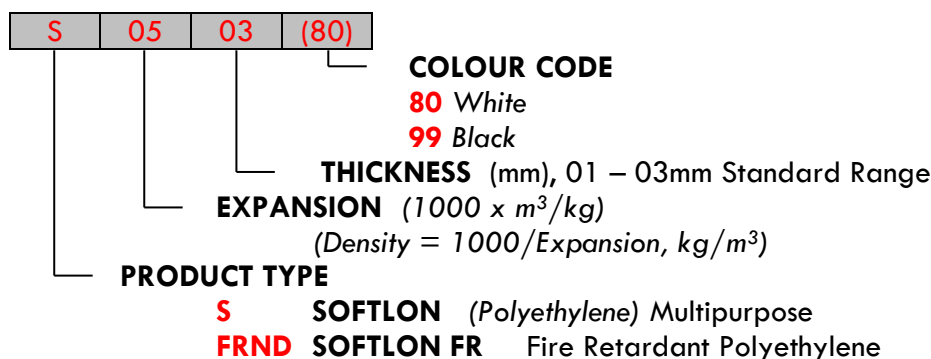 S 05 03 (80)
COLOUR CODE
80 White
99 Black
THICKNESS (mm), 01 – 03mm Standard Range
EXPANSION (1000 x m³/kg)
(Density = 1000/Expansion, kg/m³)
PRODUCT TYPE
S SOFTLON (Polyethylene) Multipurpose
FRND SOFTLON FR Fire Retardant Polyethylene